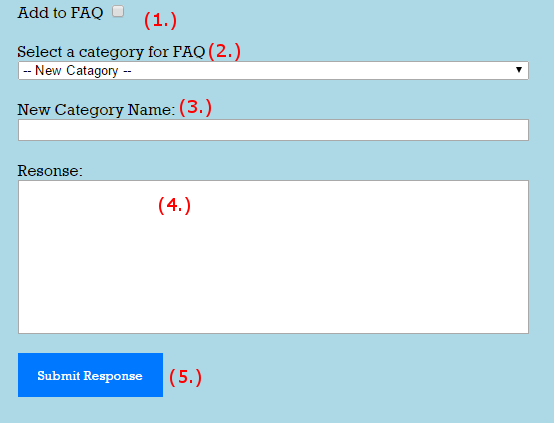 Add to FAQ (1.)
Select a category for FAQ (2.)
-- New Catagory --
New Category Name: (3.)
Resonse:
(4.)
Submit Response (5.)